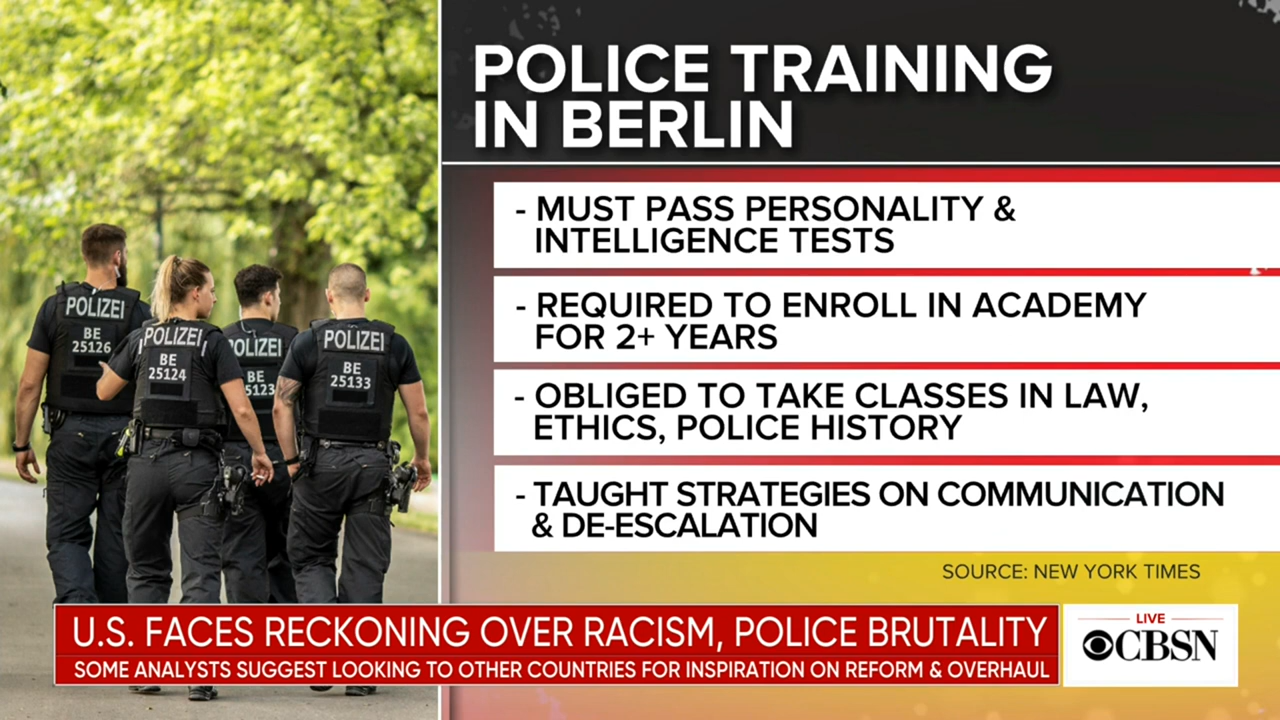 POLICE TRAINING
IN BERLIN
- MUST PASS PERSONALITY &
INTELLIGENCE TESTS
- REQUIRED TO ENROLL IN ACADEMY
FOR 2+ YEARS
- OBLIGED TO TAKE CLASSES IN LAW,
ETHICS, POLICE HISTORY
- TAUGHT STRATEGIES ON COMMUNICATION
& DE-ESCALATION
SOURCE: NEW YORK TIMES
POLIZEI
BE
25126
POLIZEI
BE
25124
POLIZEI
BE
5123
POLIZEI
BE
25133
U.S. FACES RECKONING OVER RACISM, POLICE BRUTALITY
SOME ANALYSTS SUGGEST LOOKING TO OTHER COUNTRIES FOR INSPIRATION ON REFORM & OVERHAUL
LIVE
CBSN